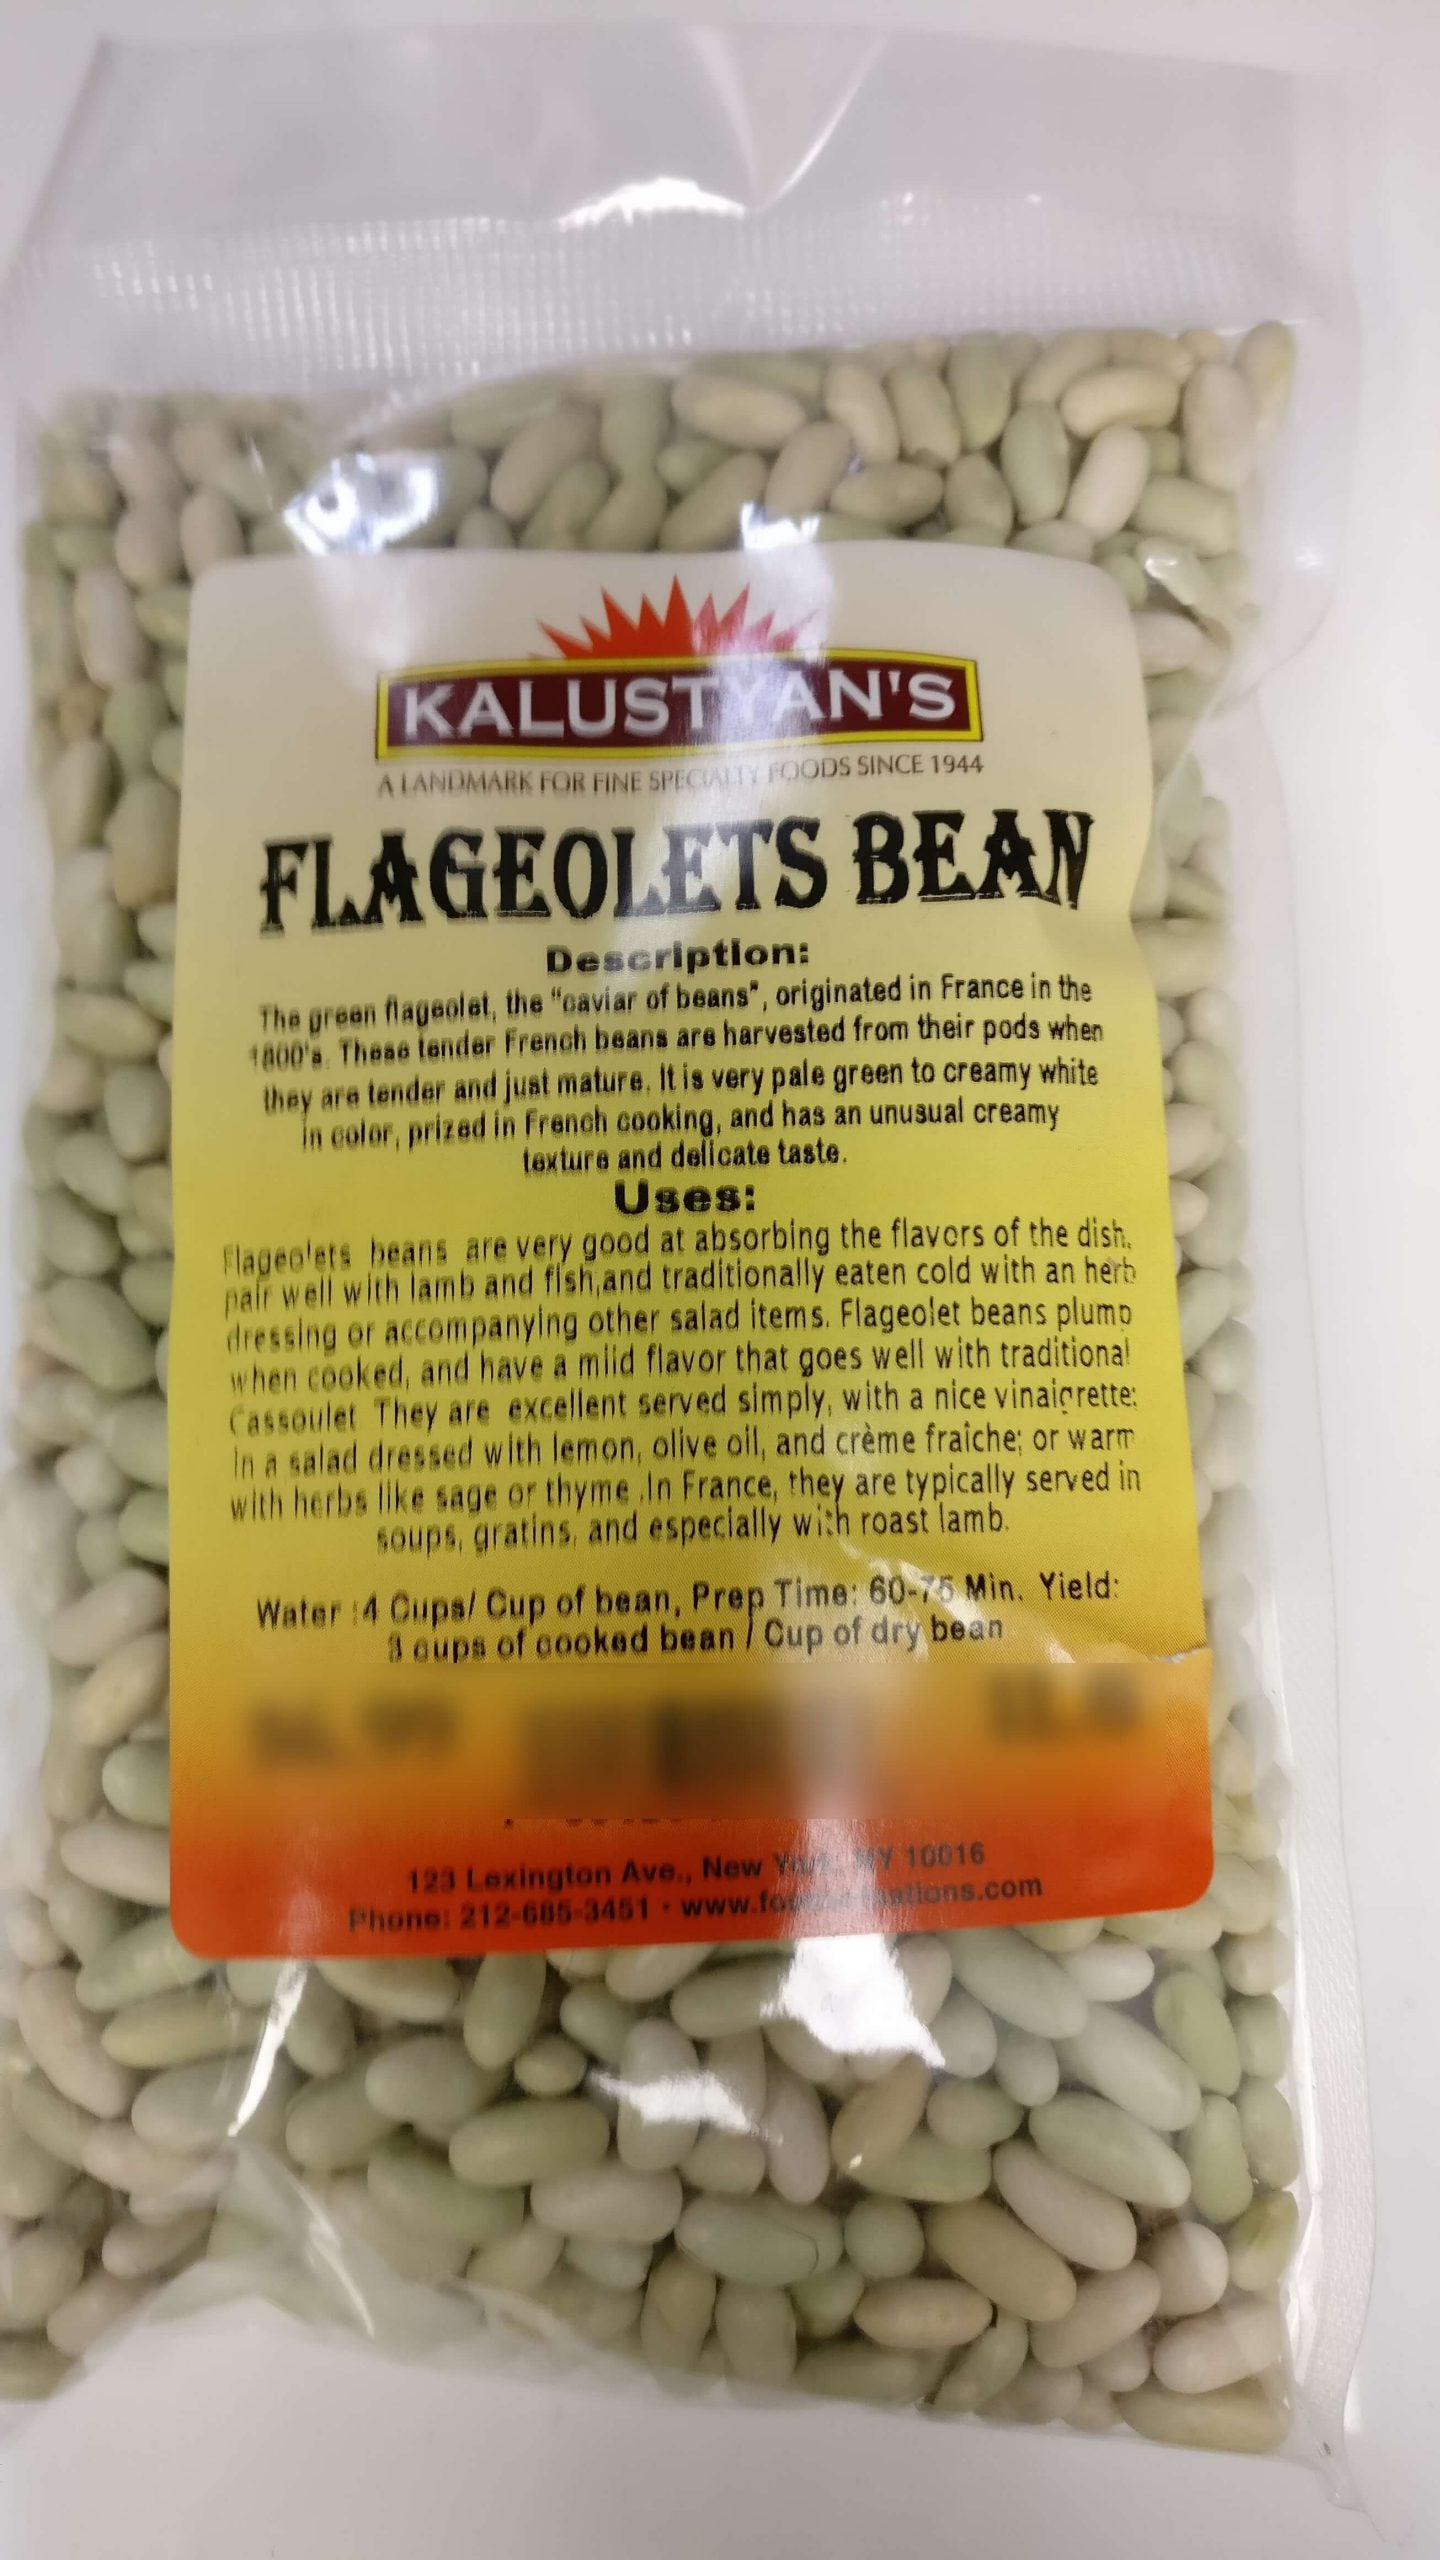 KALUSTYAN'S
A LANDMARK FOR FINE SPECIALTY FOODS SINCE 1944
FLAGEOLETS BEAN
Description:
The green flageolet, the "caviar of beans", originated in France in the
1800's. These tender French beans are harvested from their pods when
they are tender and just mature. It is very pale green to creamy white
in color, prized in French cooking, and has an unusual creamy
texture and delicate taste.
Uses:
Flageolets beans are very good at absorbing the flavors of the dish,
pair well with lamb and fish,and traditionally eaten cold with an herb
dressing or accompanying other salad items. Flageolet beans plump
when cooked, and have a mild flavor that goes well with traditional
Cassoulet They are excellent served simply, with a nice vinaigrette;
in a salad dressed with lemon, olive oil, and crème fraîche; or warm
with herbs like sage or thyme .In France, they are typically served in
soups, gratins, and especially with roast lamb.
Water :4 Cups/ Cup of bean, Prep Time: 60-75 Min. Yield:
3 cups of cooked bean / Cup of dry bean
123 Lexington Ave., New York, NY 10016
Phone: 212-685-3451 •